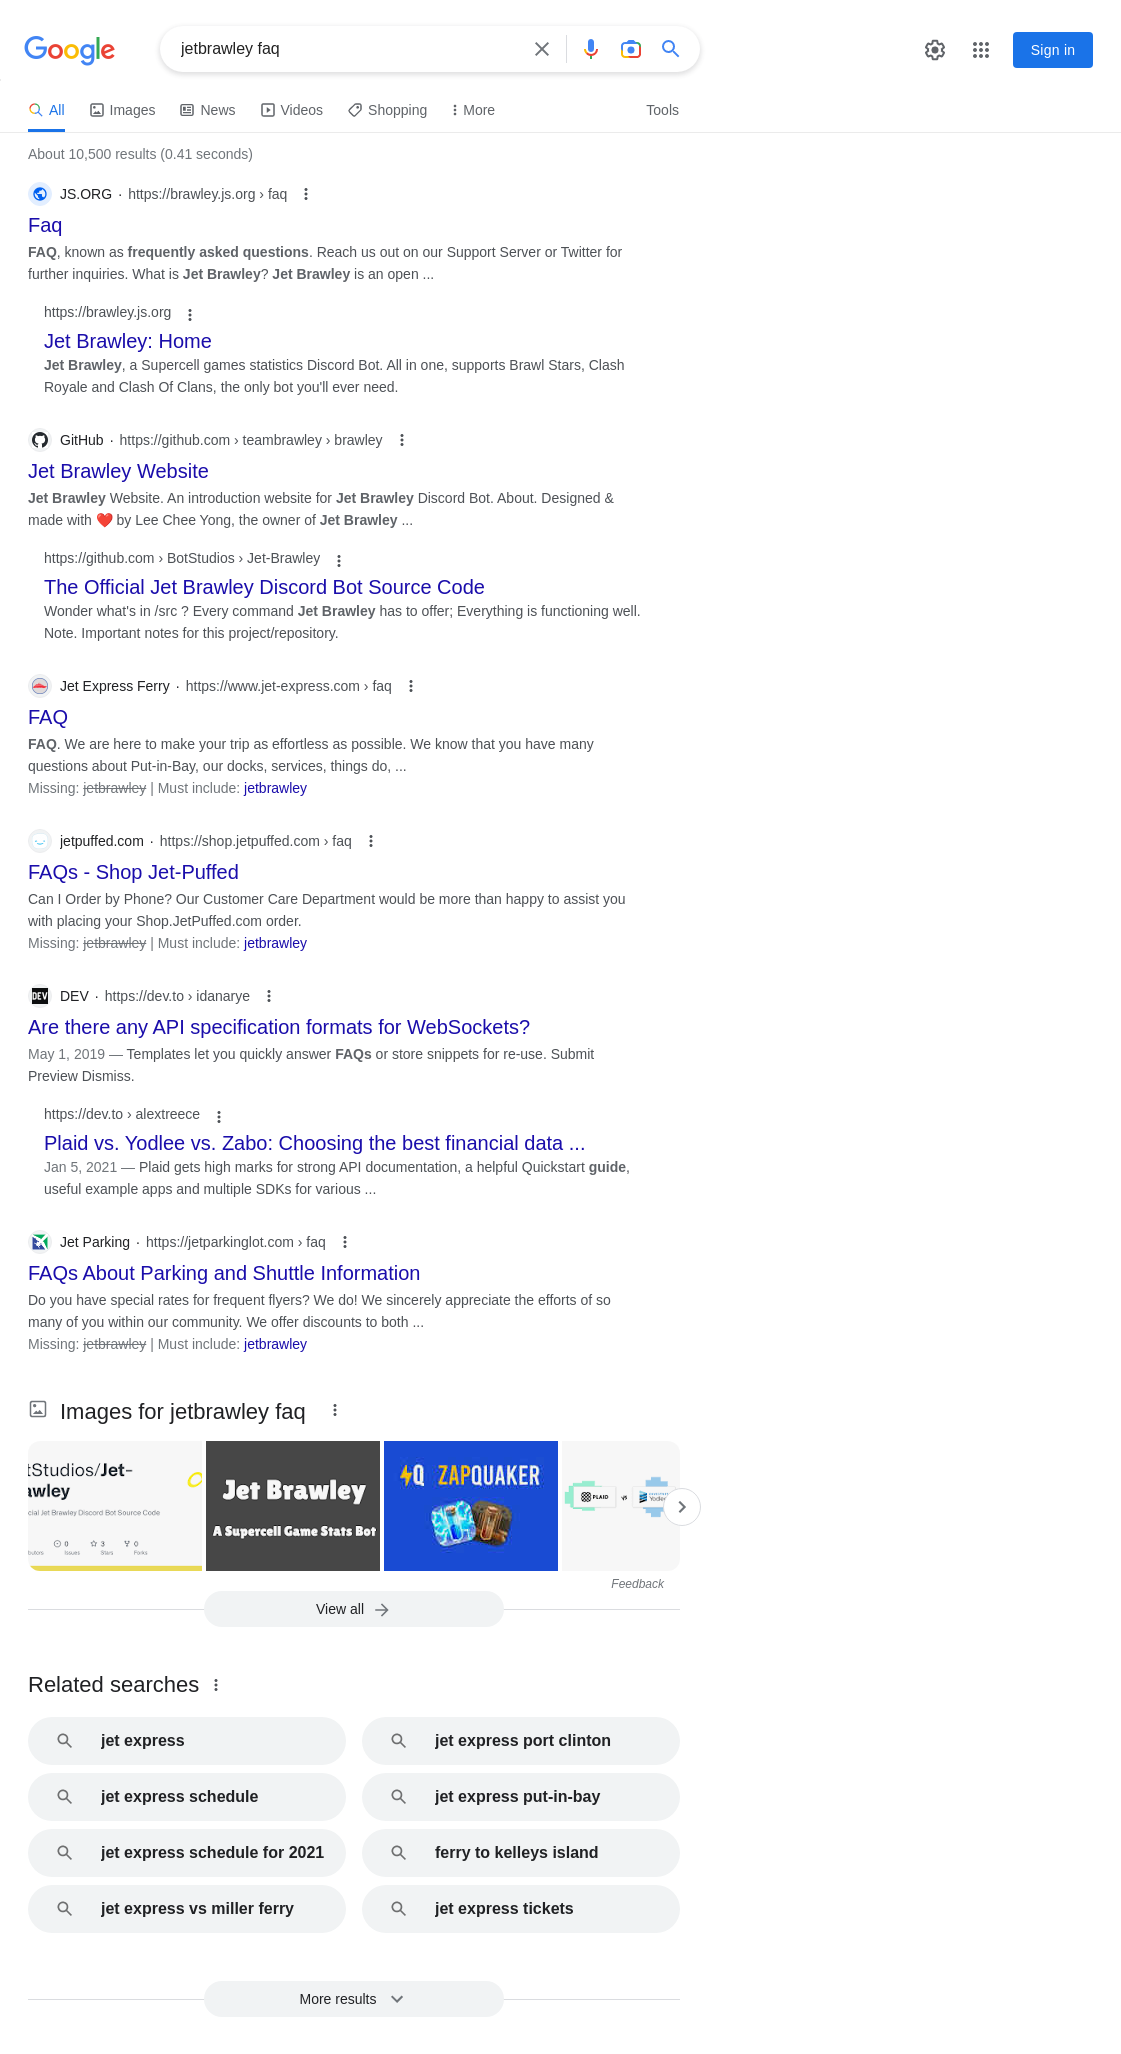 Google
jetbrawley faq
Sign in
All
Images
News
Videos
Shopping
More
Tools
About 10,500 results (0.41 seconds)
JS.ORG · https://brawley.js.org › faq
Faq
FAQ, known as frequently asked questions. Reach us out on our Support Server or Twitter for
further inquiries. What is Jet Brawley? Jet Brawley is an open ...
https://brawley.js.org
Jet Brawley: Home
Jet Brawley, a Supercell games statistics Discord Bot. All in one, supports Brawl Stars, Clash
Royale and Clash Of Clans, the only bot you'll ever need.
GitHub · https://github.com › teambrawley › brawley
Jet Brawley Website
Jet Brawley Website. An introduction website for Jet Brawley Discord Bot. About. Designed &
made with ❤️ by Lee Chee Yong, the owner of Jet Brawley ...
https://github.com › BotStudios › Jet-Brawley
The Official Jet Brawley Discord Bot Source Code
Wonder what's in /src ? Every command Jet Brawley has to offer; Everything is functioning well.
Note. Important notes for this project/repository.
Jet Express Ferry · https://www.jet-express.com › faq
FAQ
FAQ. We are here to make your trip as effortless as possible. We know that you have many
questions about Put-in-Bay, our docks, services, things do, ...
Missing: jetbrawley | Must include: jetbrawley
jetpuffed.com · https://shop.jetpuffed.com › faq
FAQs - Shop Jet-Puffed
Can I Order by Phone? Our Customer Care Department would be more than happy to assist you
with placing your Shop.JetPuffed.com order.
Missing: jetbrawley | Must include: jetbrawley
DEV
DEV · https://dev.to › idanarye
Are there any API specification formats for WebSockets?
May 1, 2019 — Templates let you quickly answer FAQs or store snippets for re-use. Submit
Preview Dismiss.
https://dev.to › alextreece
Plaid vs. Yodlee vs. Zabo: Choosing the best financial data ...
Jan 5, 2021 — Plaid gets high marks for strong API documentation, a helpful Quickstart guide,
useful example apps and multiple SDKs for various ...
Jet Parking · https://jetparkinglot.com › faq
FAQs About Parking and Shuttle Information
Do you have special rates for frequent flyers? We do! We sincerely appreciate the efforts of so
many of you within our community. We offer discounts to both ...
Missing: jetbrawley | Must include: jetbrawley
Images for jetbrawley faq
tStudios/Jet-
awley
cial Jet Brawley Discord Bot Source Code
0
3
0
butors
Issues
Stars
Forks
Jet Brawley
A Supercell Game Stats Bot
Q ZAPQUAKER
PLAID
vs
Yodlee
Feedback
View all
Related searches
jet express
jet express port clinton
jet express schedule
jet express put-in-bay
jet express schedule for 2021
ferry to kelleys island
jet express vs miller ferry
jet express tickets
More results